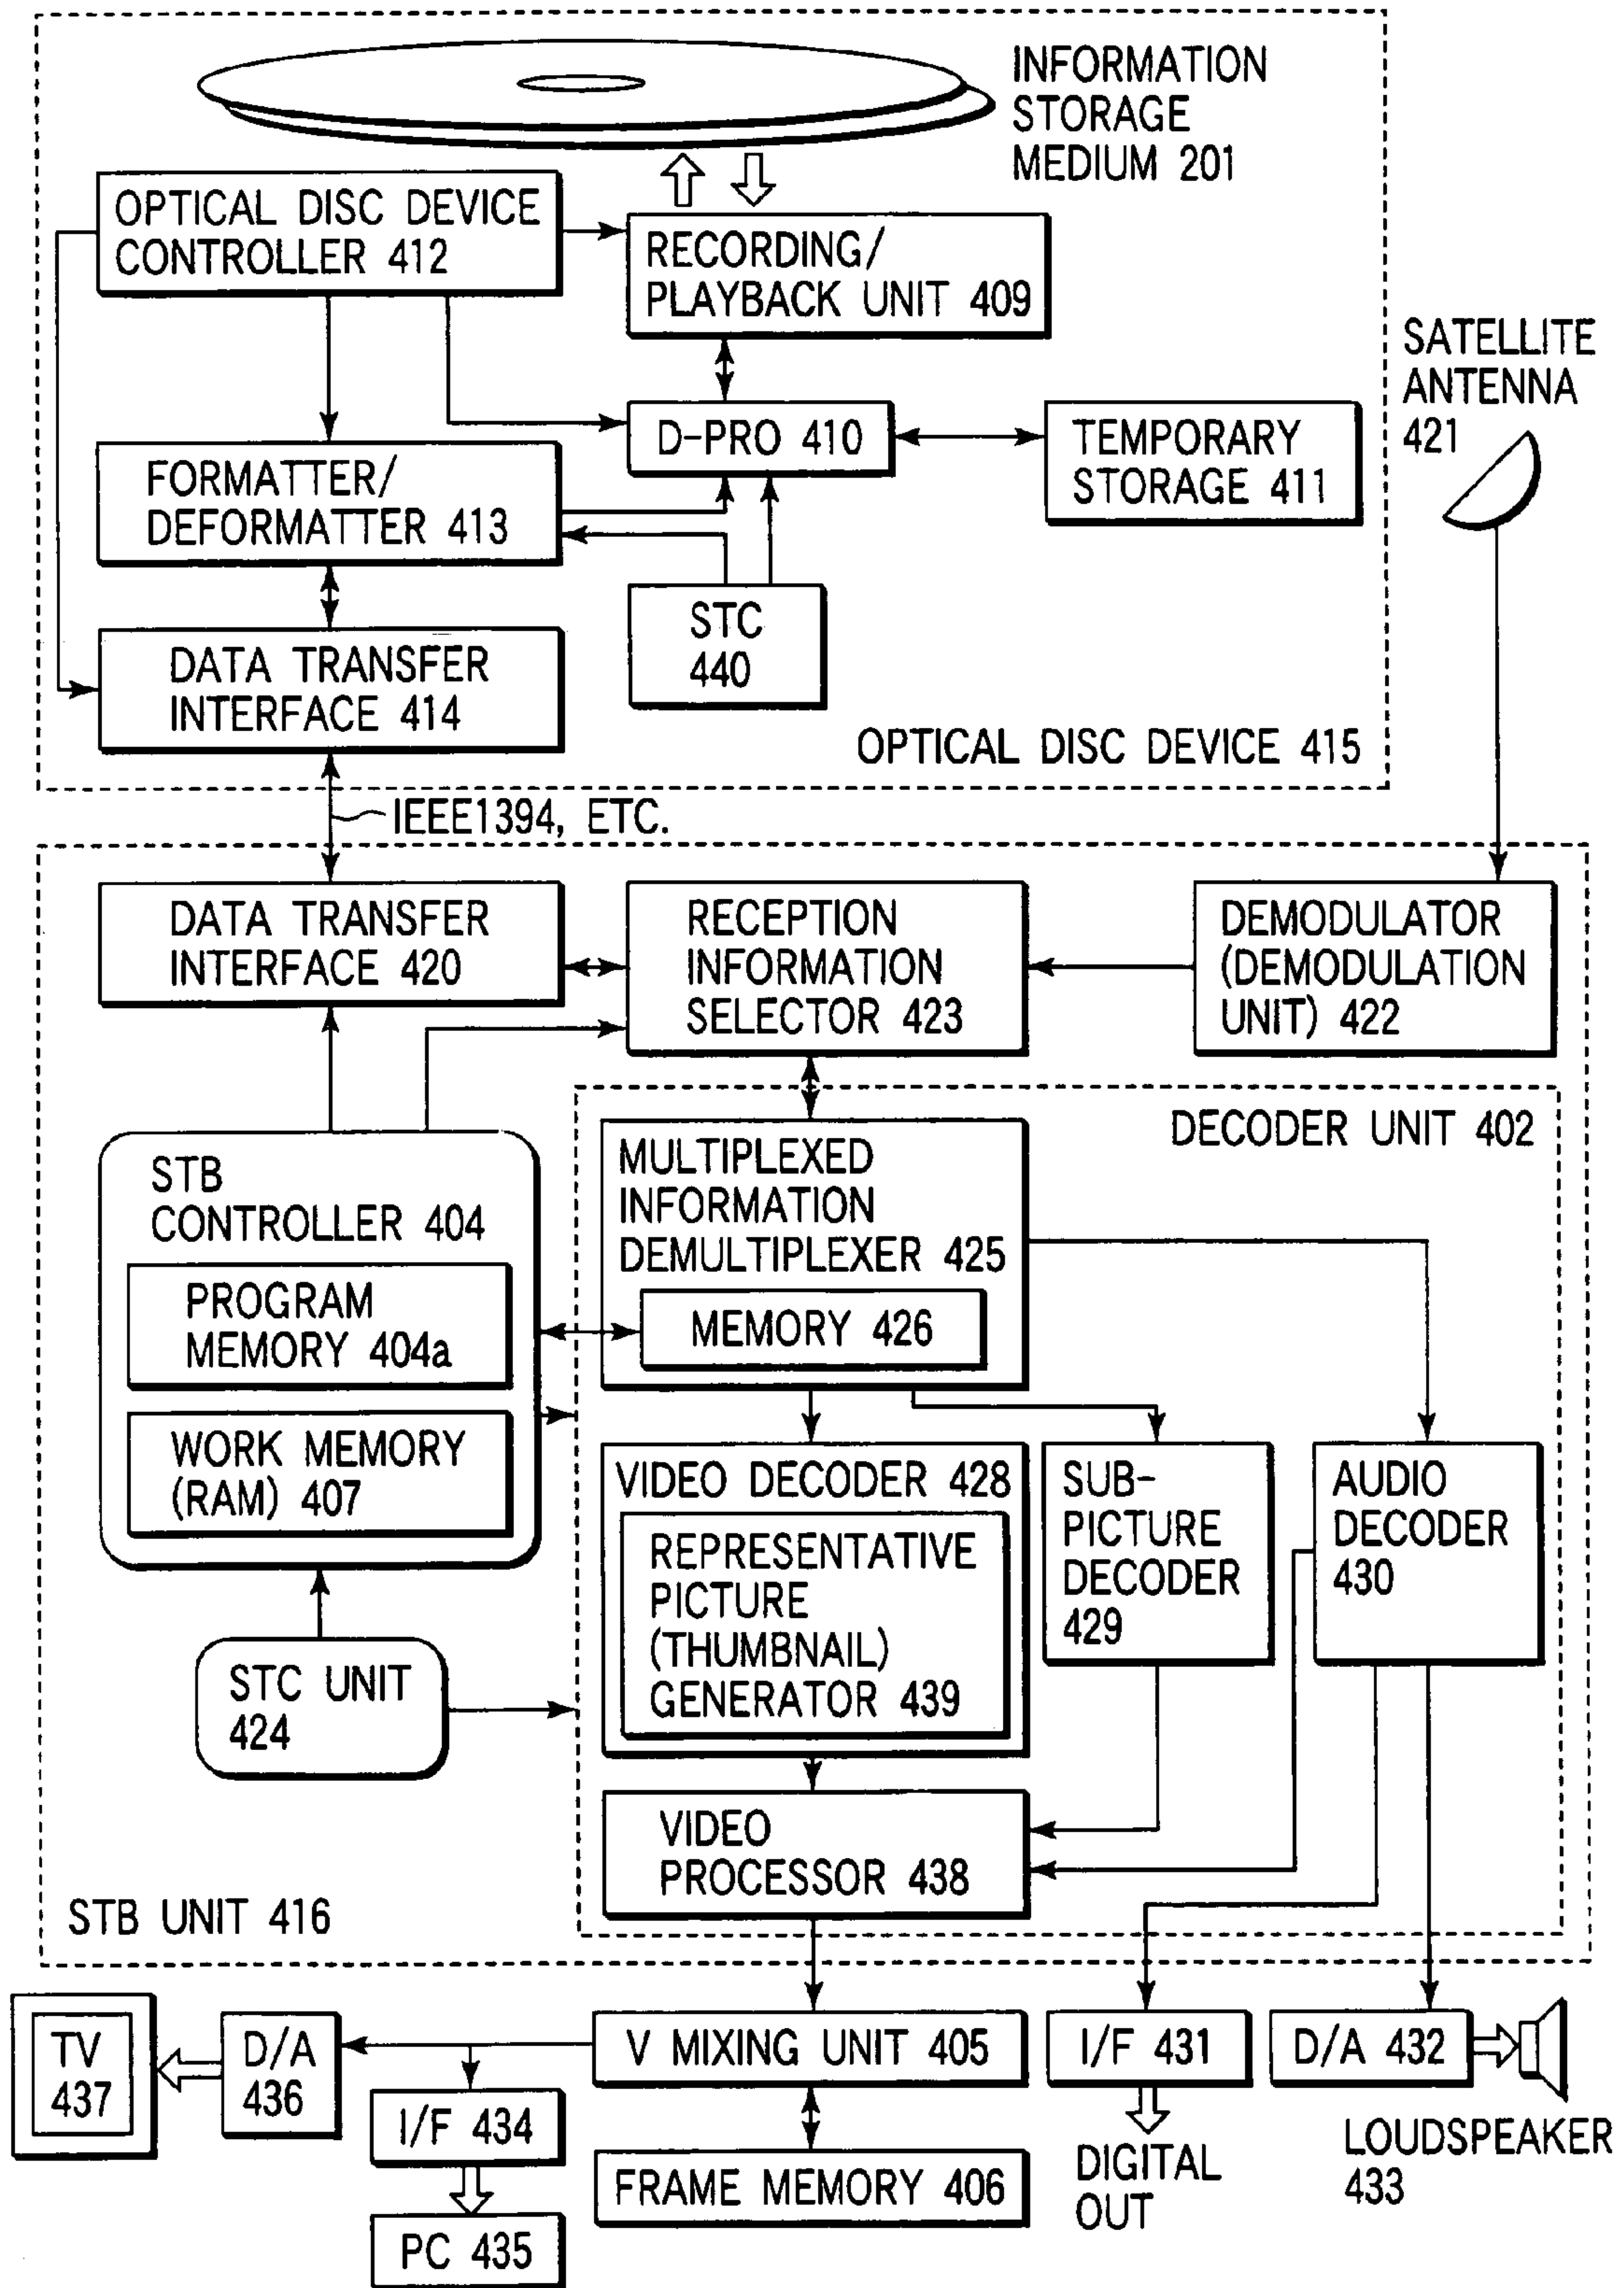 INFORMATION
STORAGE
MEDIUM 201
OPTICAL DISC DEVICE
CONTROLLER 412
RECORDING/
PLAYBACK UNIT 409
SATELLITE
ANTENNA
421
D-PRO 410
TEMPORARY
STORAGE 411
FORMATTER/
DEFORMATTER 413
STC
440
DATA TRANSFER
INTERFACE 414
OPTICAL DISC DEVICE 415
IEEE1394, ETC.
DATA TRANSFER
INTERFACE 420
RECEPTION
INFORMATION
SELECTOR 423
DEMODULATOR
(DEMODULATION
UNIT) 422
DECODER UNIT 402
STB
CONTROLLER 404
MULTIPLEXED
INFORMATION
DEMULTIPLEXER 425
PROGRAM
MEMORY 404a
MEMORY 426
WORK MEMORY
(RAM) 407
VIDEO DECODER 428
REPRESENTATIVE
PICTURE
(THUMBNAIL)
GENERATOR 439
SUB-
PICTURE
DECODER
429
AUDIO
DECODER
430
STC UNIT
424
VIDEO
PROCESSOR 438
STB UNIT 416
TV
437
D/A
436
V MIXING UNIT 405
I/F 431
D/A 432
I/F 434
FRAME MEMORY 406
DIGITAL
OUT
LOUDSPEAKER
433
PC 435